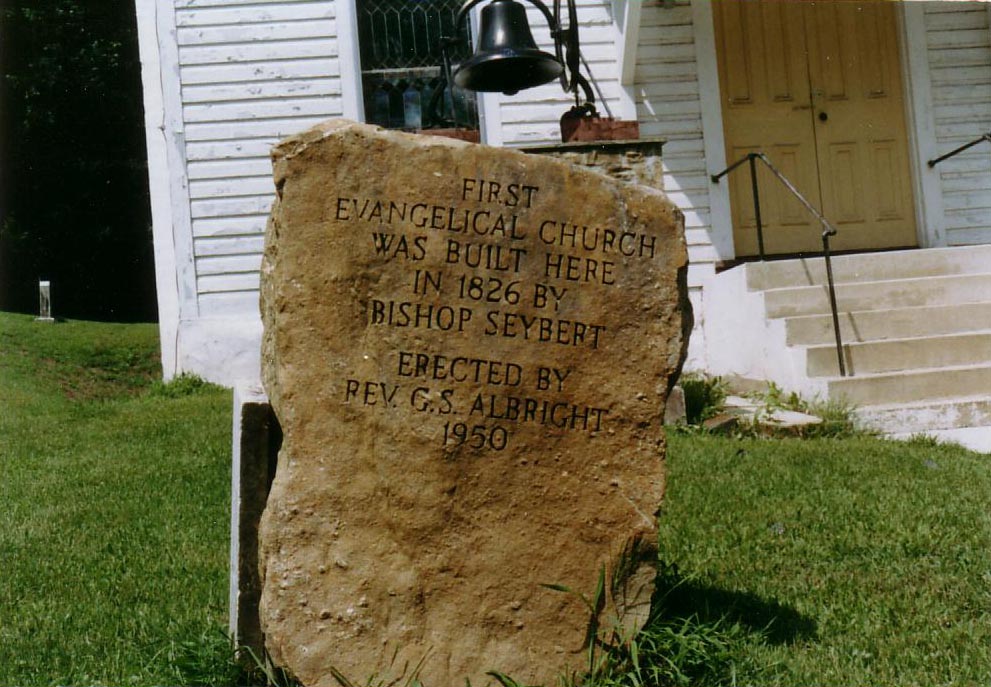 FIRST
EVANGELICAL CHURCH
WAS BUILT HERE
IN 1826 BY
BISHOP SEYBERT
ERECTED BY
REV. G.S. ALBRIGHT
1950